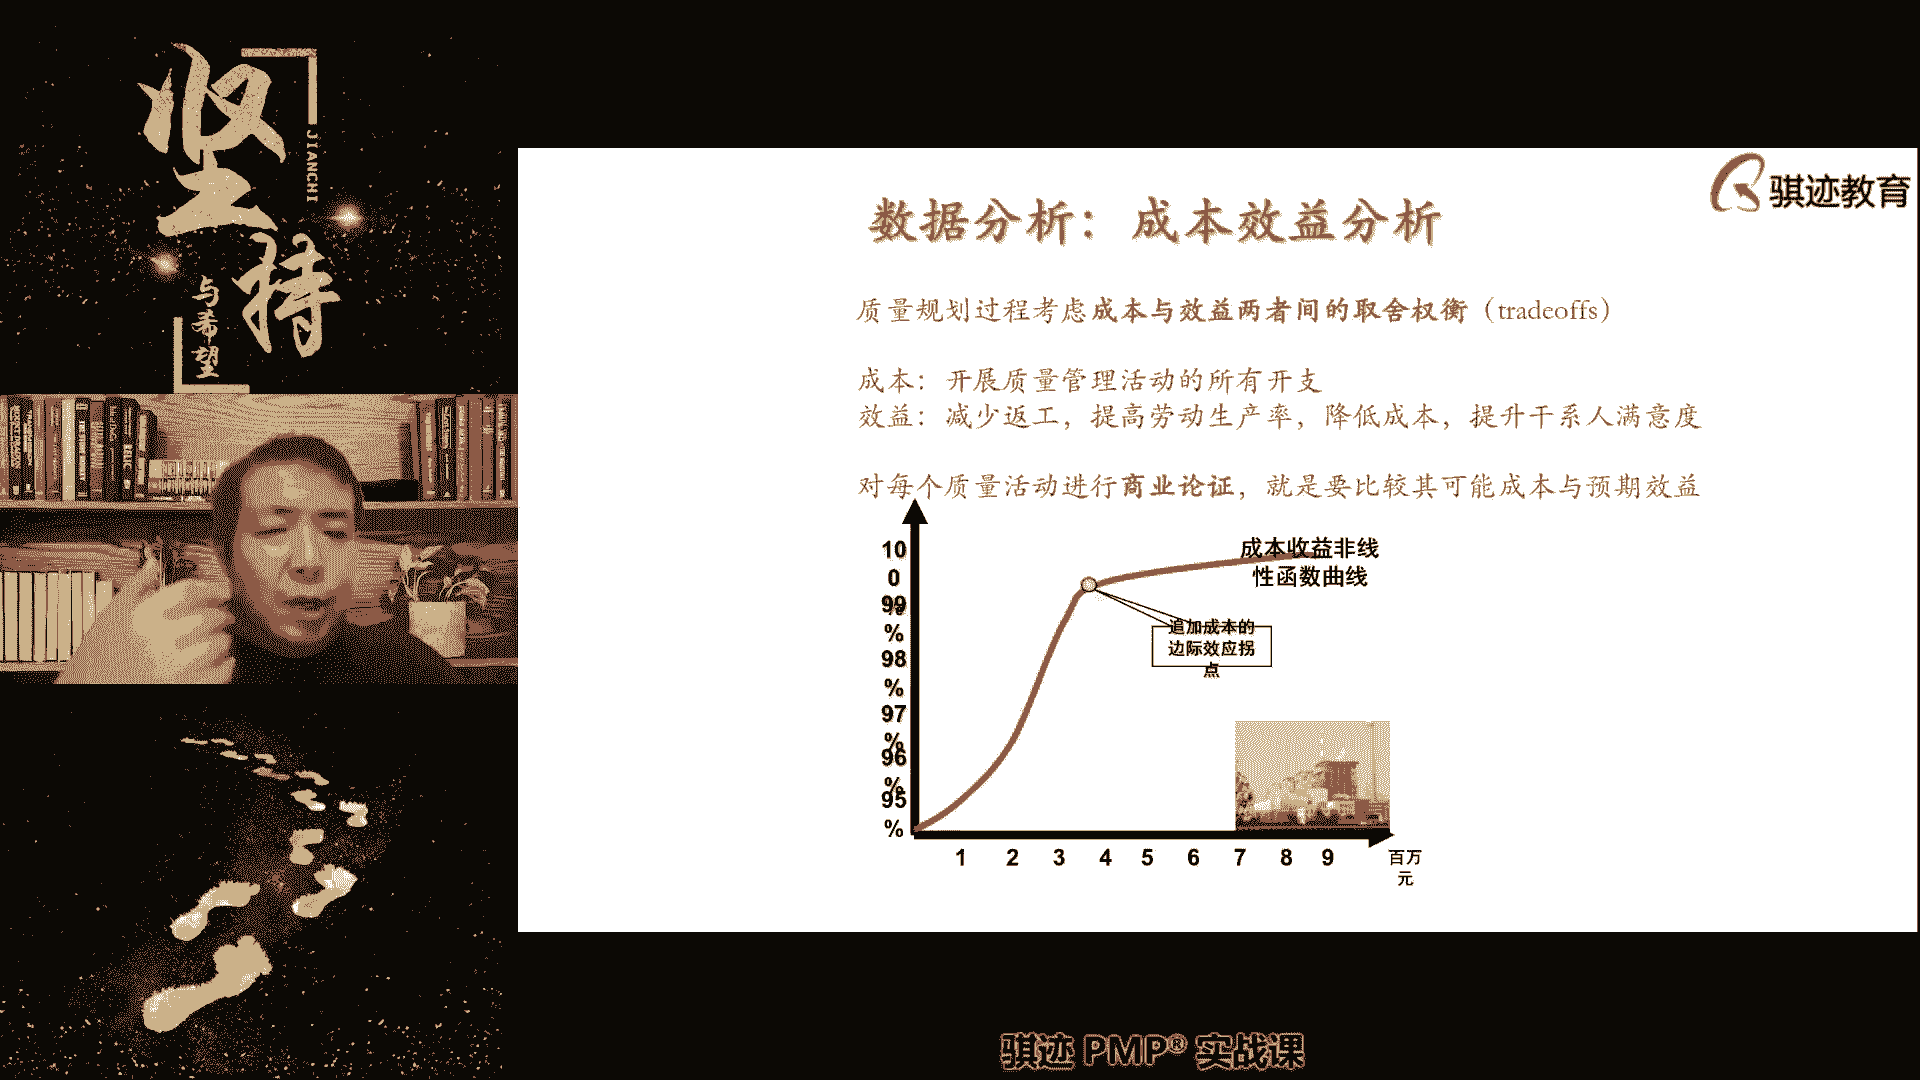 坚持
JIANCHI
与希望
骐迹教育
数据分析：成本效益分析
质量规划过程考虑成本与效益两者间的取舍权衡（tradeoffs）
成本：开展质量管理活动的所有开支
效益：减少返工，提高劳动生产率，降低成本，提升干系人满意度
对每个质量活动进行商业论证，就是要比较其可能成本与预期效益
10
0
%
99
%
98
%
97
%
96
%
95
%
成本收益非线
性函数曲线
追加成本的
边际效应拐
点
1 2 3 4 5 6 7 8 9
百万
元
骐迹 PMP® 实战课